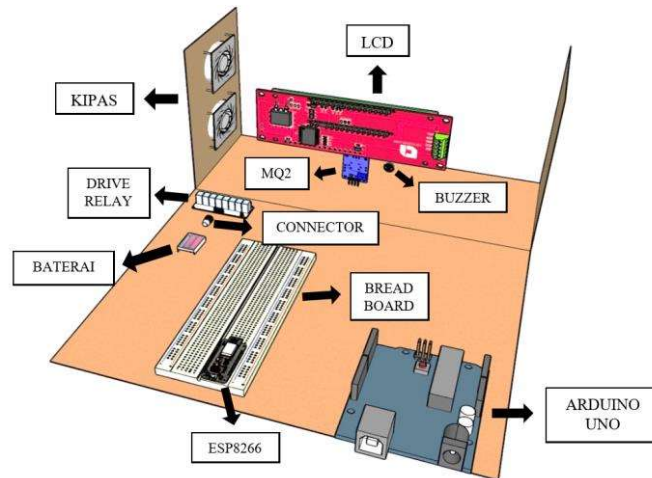 LCD
KIPAS
MQ2
BUZZER
DRIVE
RELAY
CONNECTOR
BATERAI
BREAD
BOARD
ARDUINO
UNO
ESP8266